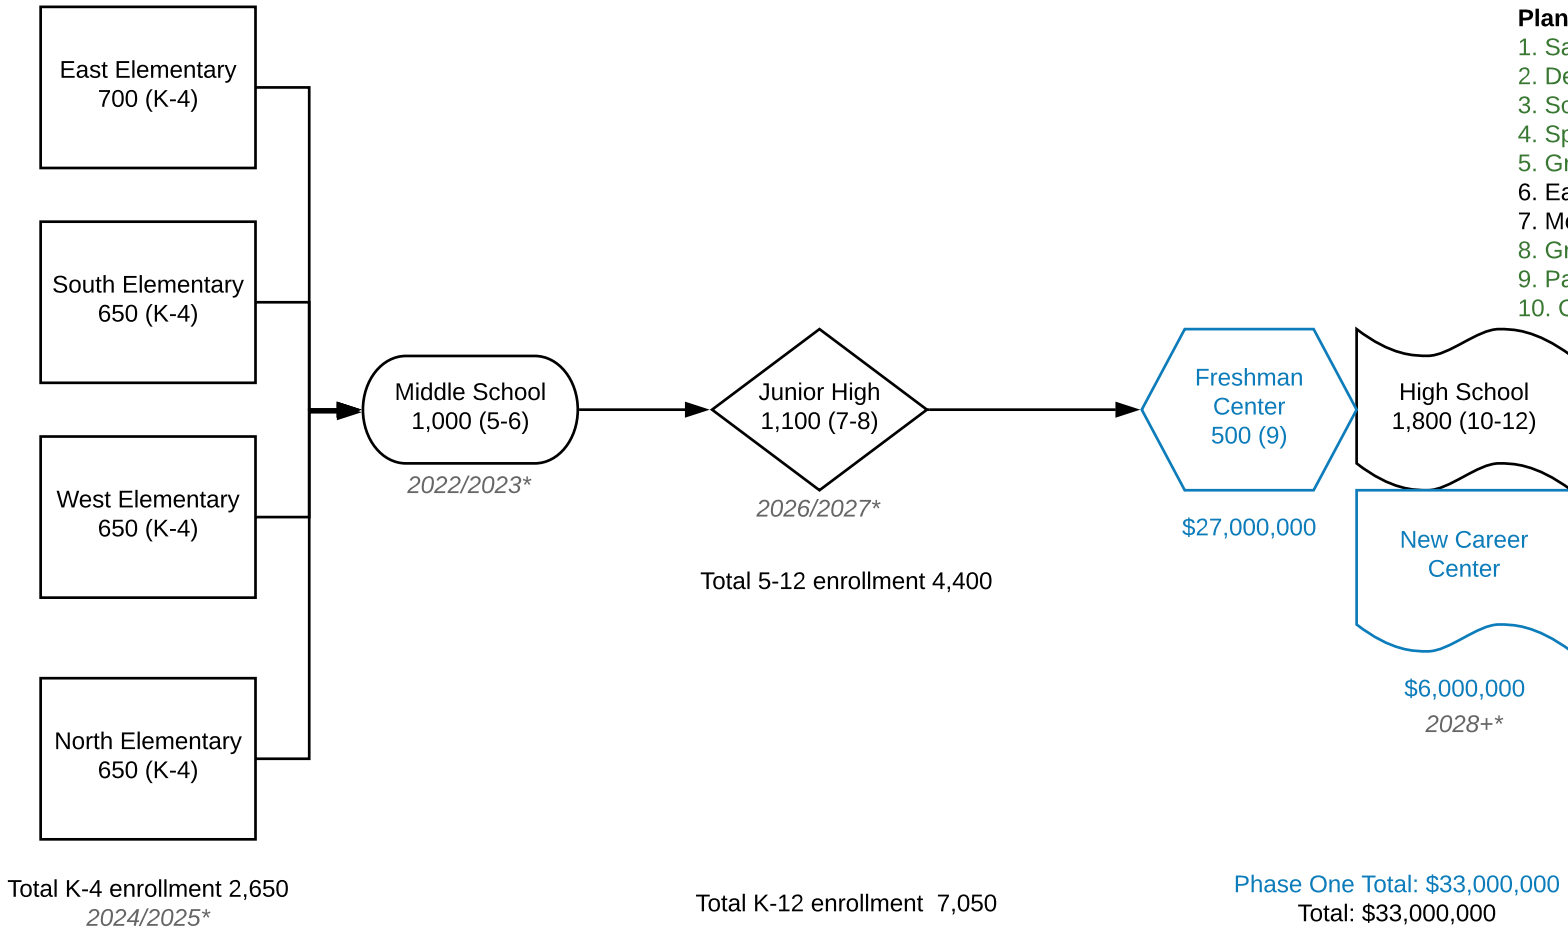 East Elementary
700 (K-4)
South Elementary
650 (K-4)
West Elementary
650 (K-4)
North Elementary
650 (K-4)
Total K-4 enrollment 2,650
2024/2025*
Middle School
1,000 (5-6)
2022/2023*
Junior High
1,100 (7-8)
2026/2027*
Total 5-12 enrollment 4,400
Total K-12 enrollment 7,050
Freshman
Center
500 (9)
$27,000,000
High School
1,800 (10-12)
New Career
Center
$6,000,000
2028+*
Phase One Total: $33,000,000
Total: $33,000,000
Plan
1. Sa
2. De
3. So
4. Sp
5. Gr
6. Ea
7. Me
8. Gr
9. Pa
10.